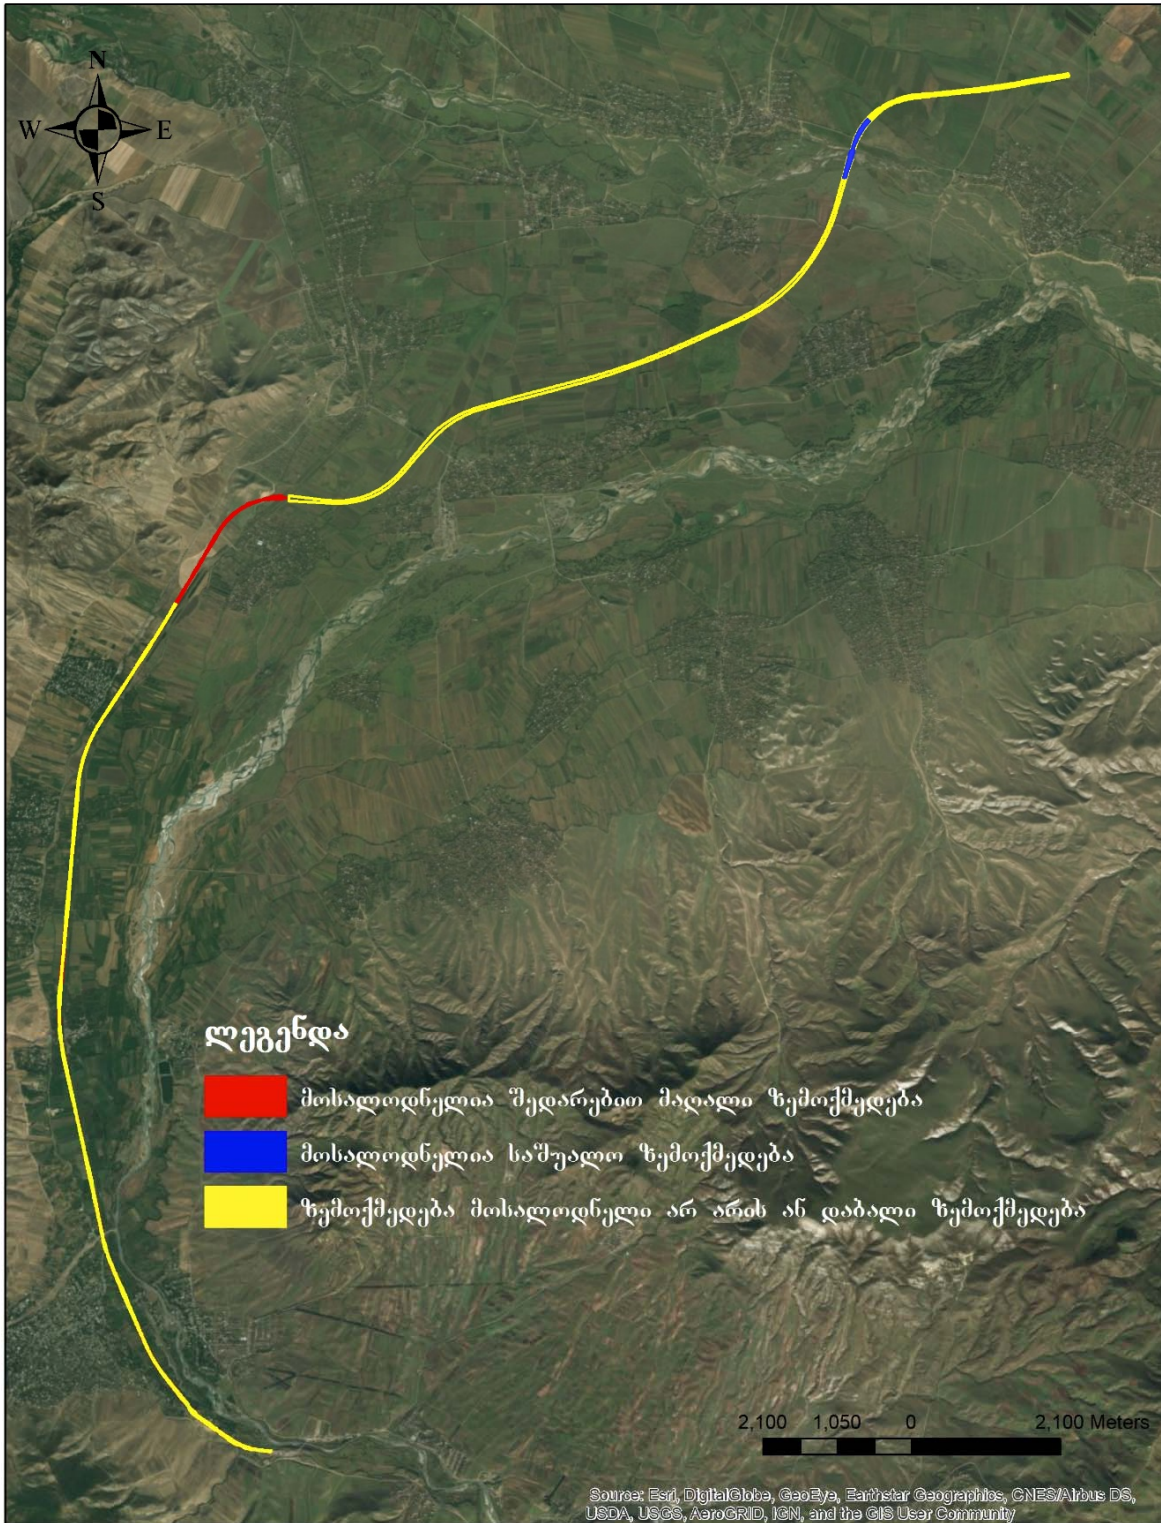 N
W E
S
ლეგენდა
მოსალოდნელია შედარებით მაღალი ზემოქმედება
მოსალოდნელია საშუალო ზემოქმედება
ზემოქმედება მოსალოდნელი არ არის ან დაბალი ზემოქმედება
2,100 1,050 0 2,100 Meters
Source: Esri, DigitalGlobe, GeoEye, Earthstar Geographics, CNES/Airbus DS,
USDA, USGS, AeroGRID, IGN, and the GIS User Community